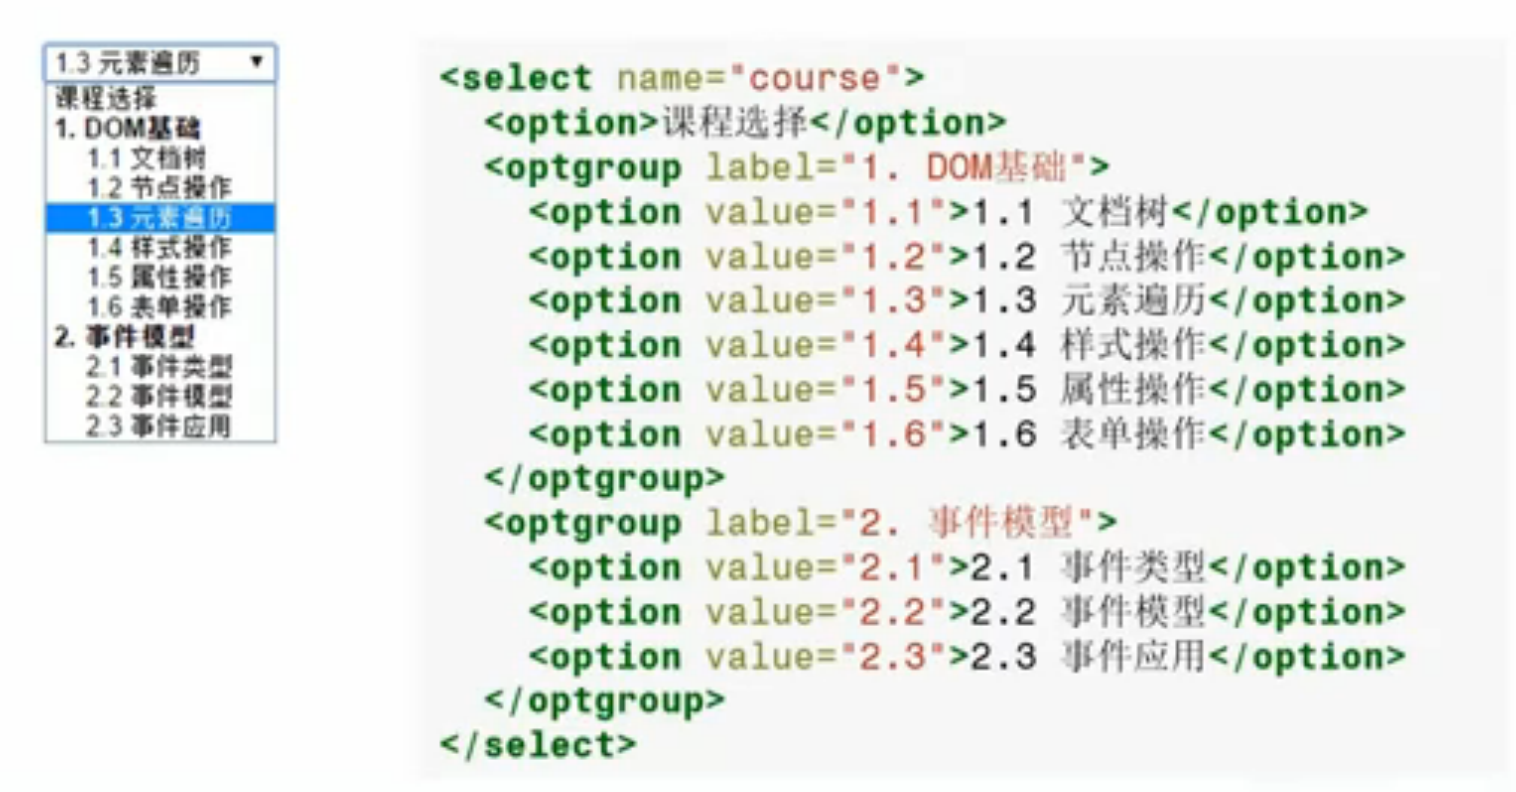 1.3 元素遍历
课程选择
1. DOM基础
1.1 文档树
1.2 节点操作
1.3 元素遍历
1.4 样式操作
1.5 属性操作
1.6 表单操作
2. 事件模型
2.1 事件类型
2.2 事件模型
2.3 事件应用
<select name="course">
  <option>课程选择</option>
  <optgroup label="1. DOM基础">
    <option value="1.1">1.1 文档树</option>
    <option value="1.2">1.2 节点操作</option>
    <option value="1.3">1.3 元素遍历</option>
    <option value="1.4">1.4 样式操作</option>
    <option value="1.5">1.5 属性操作</option>
    <option value="1.6">1.6 表单操作</option>
  </optgroup>
  <optgroup label="2. 事件模型">
    <option value="2.1">2.1 事件类型</option>
    <option value="2.2">2.2 事件模型</option>
    <option value="2.3">2.3 事件应用</option>
  </optgroup>
</select>